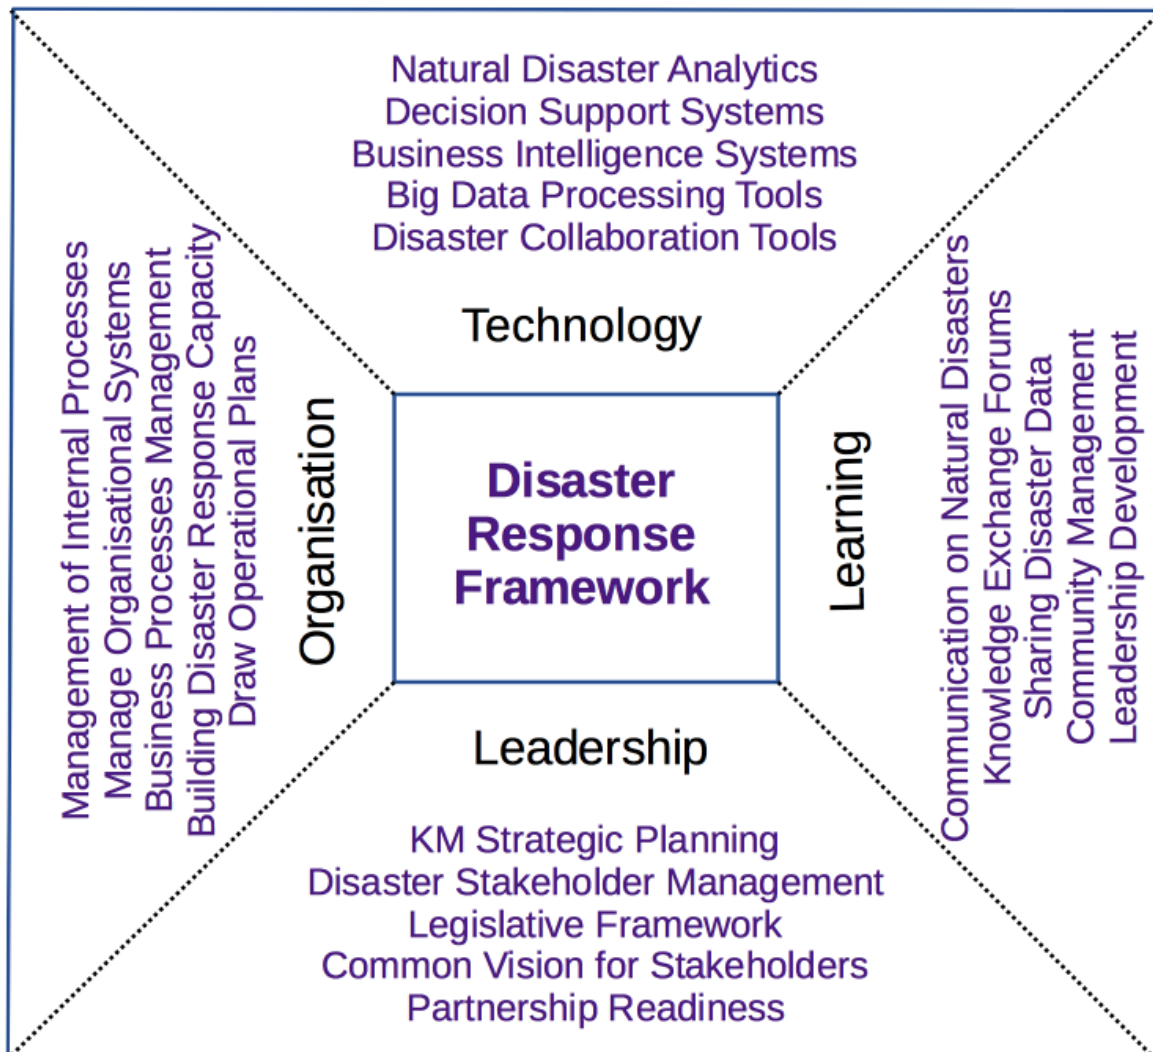 Natural Disaster Analytics
Decision Support Systems
Business Intelligence Systems
Big Data Processing Tools
Disaster Collaboration Tools
Technology
Management of Internal Processes
Manage Organisational Systems
Business Processes Management
Building Disaster Response Capacity
Draw Operational Plans
Organisation
Disaster
Response
Framework
Learning
Communication on Natural Disasters
Knowledge Exchange Forums
Sharing Disaster Data
Community Management
Leadership Development
Leadership
KM Strategic Planning
Disaster Stakeholder Management
Legislative Framework
Common Vision for Stakeholders
Partnership Readiness